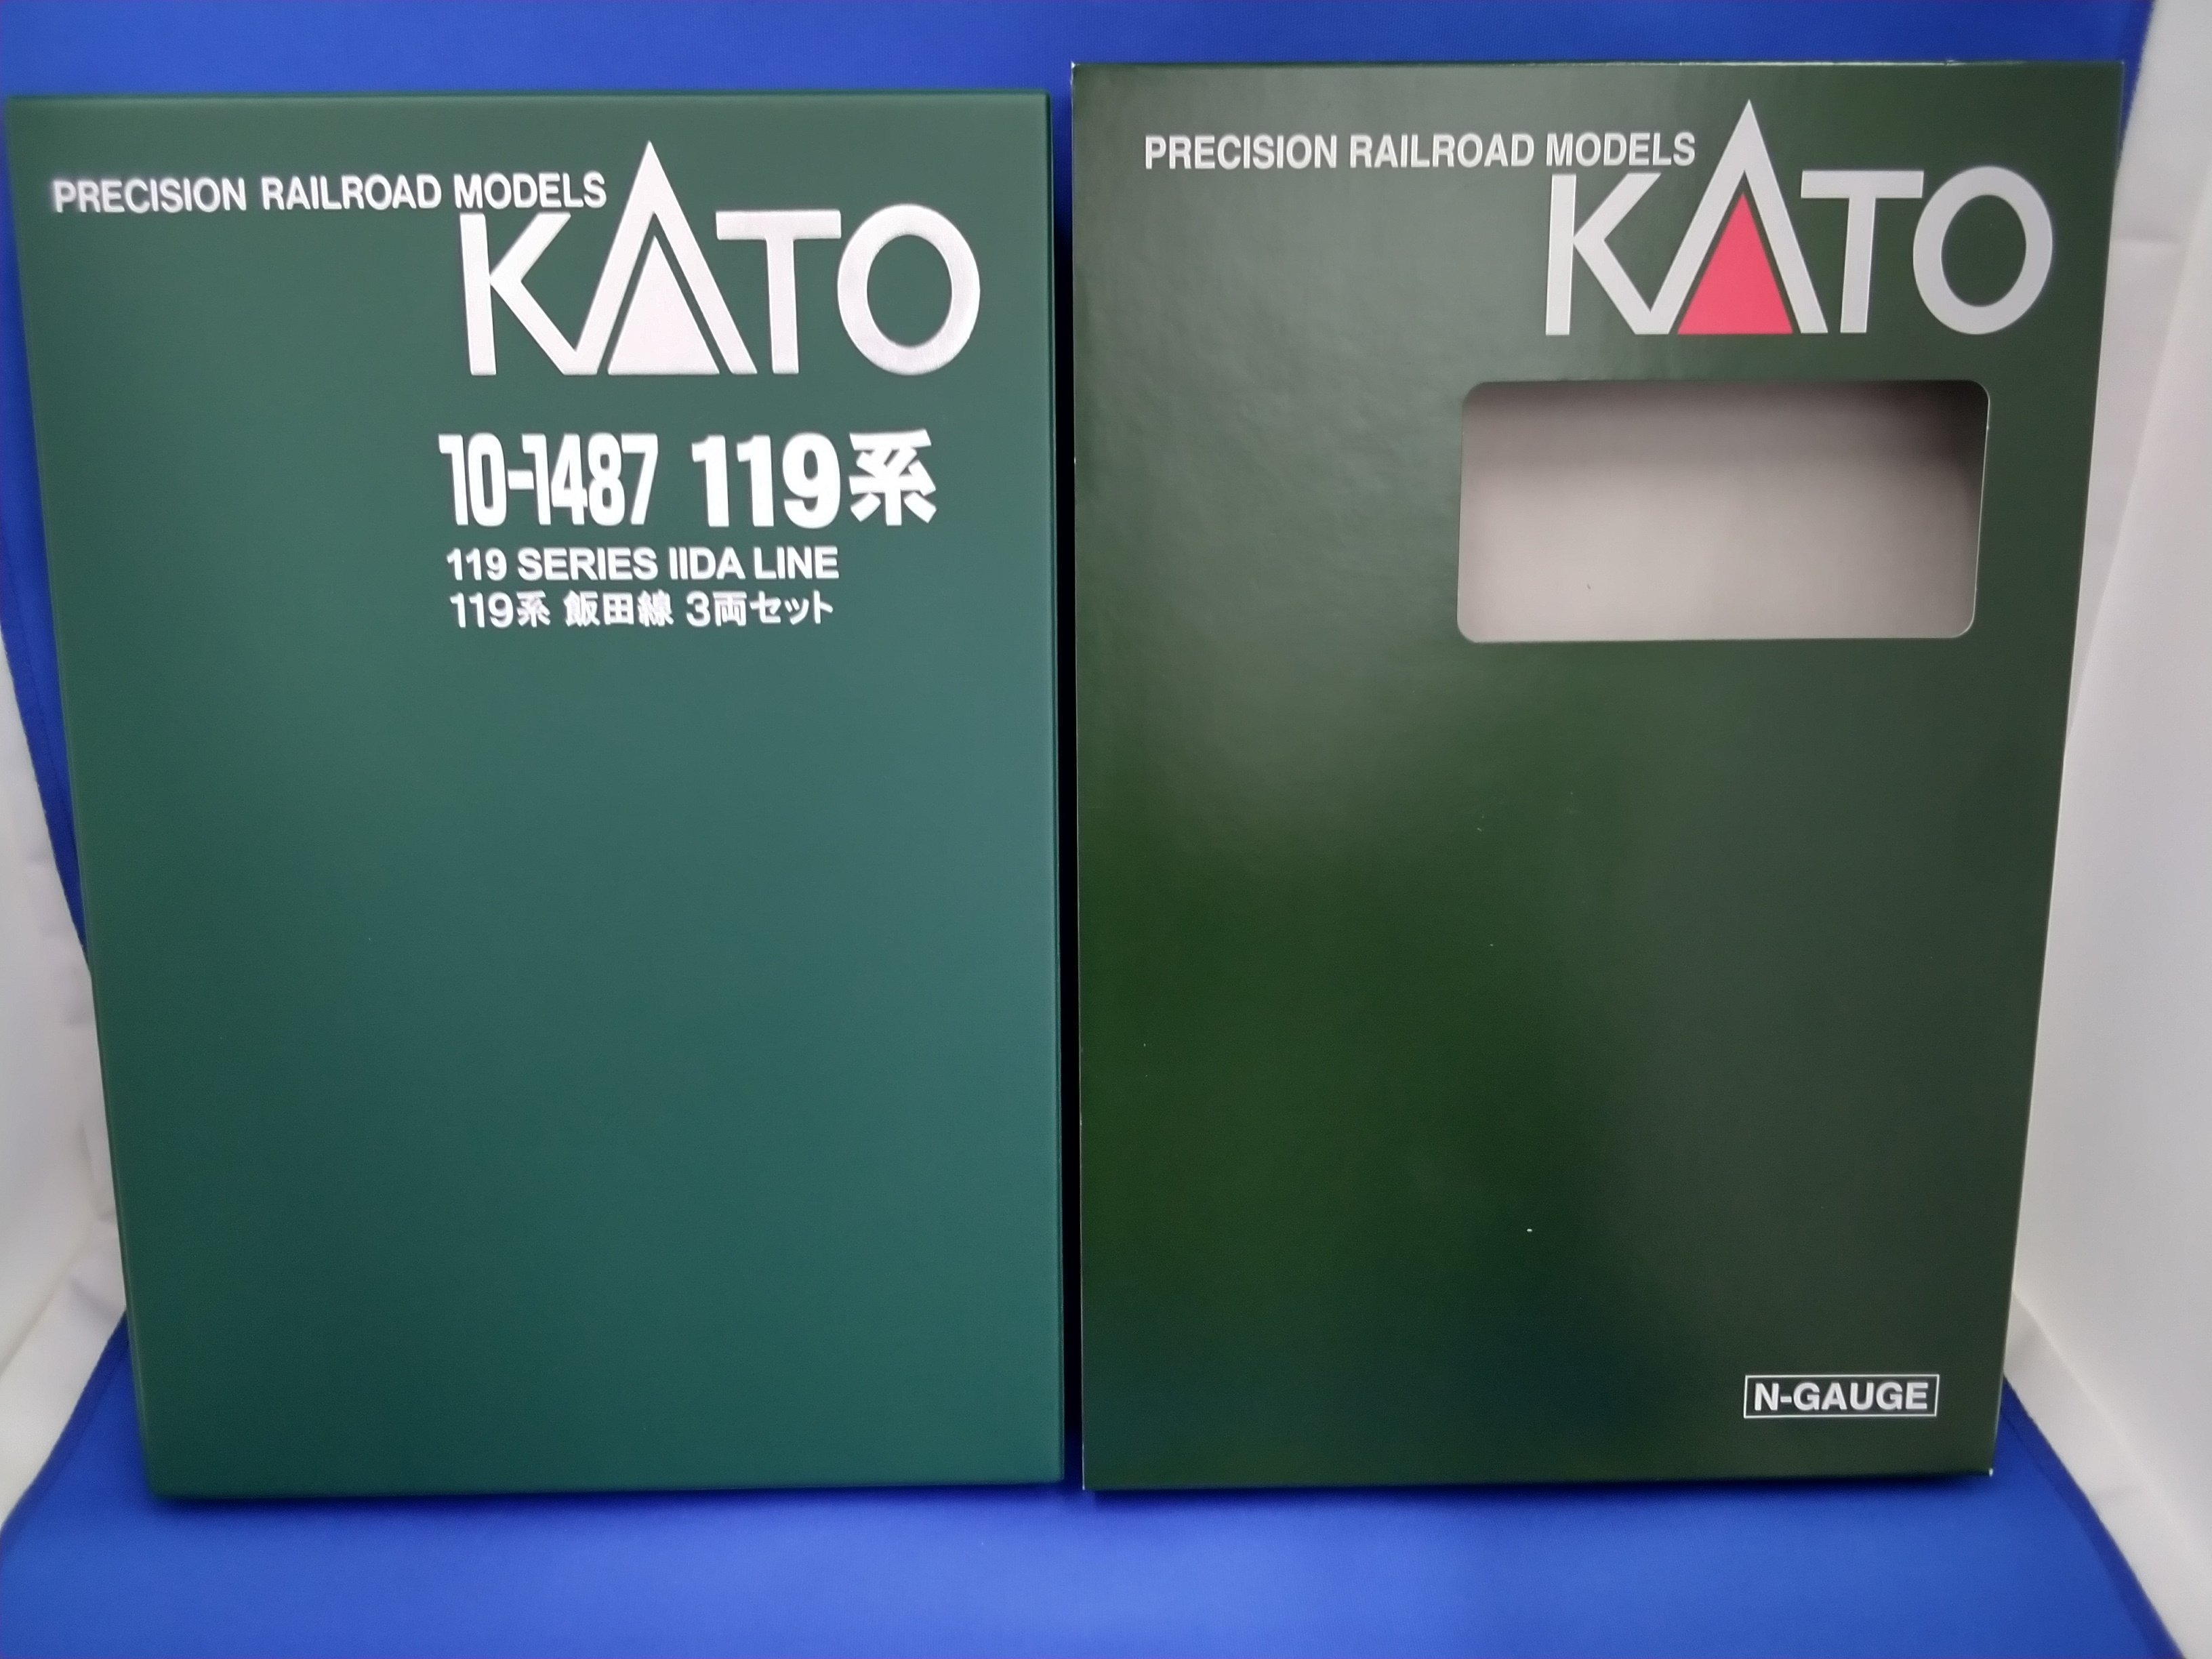 PRECISION RAILROAD MODELS
KATO
10-1487 119系
119 SERIES IIDA LINE
119系 飯田線 3両セット
PRECISION RAILROAD MODELS
KATO
N-GAUGE